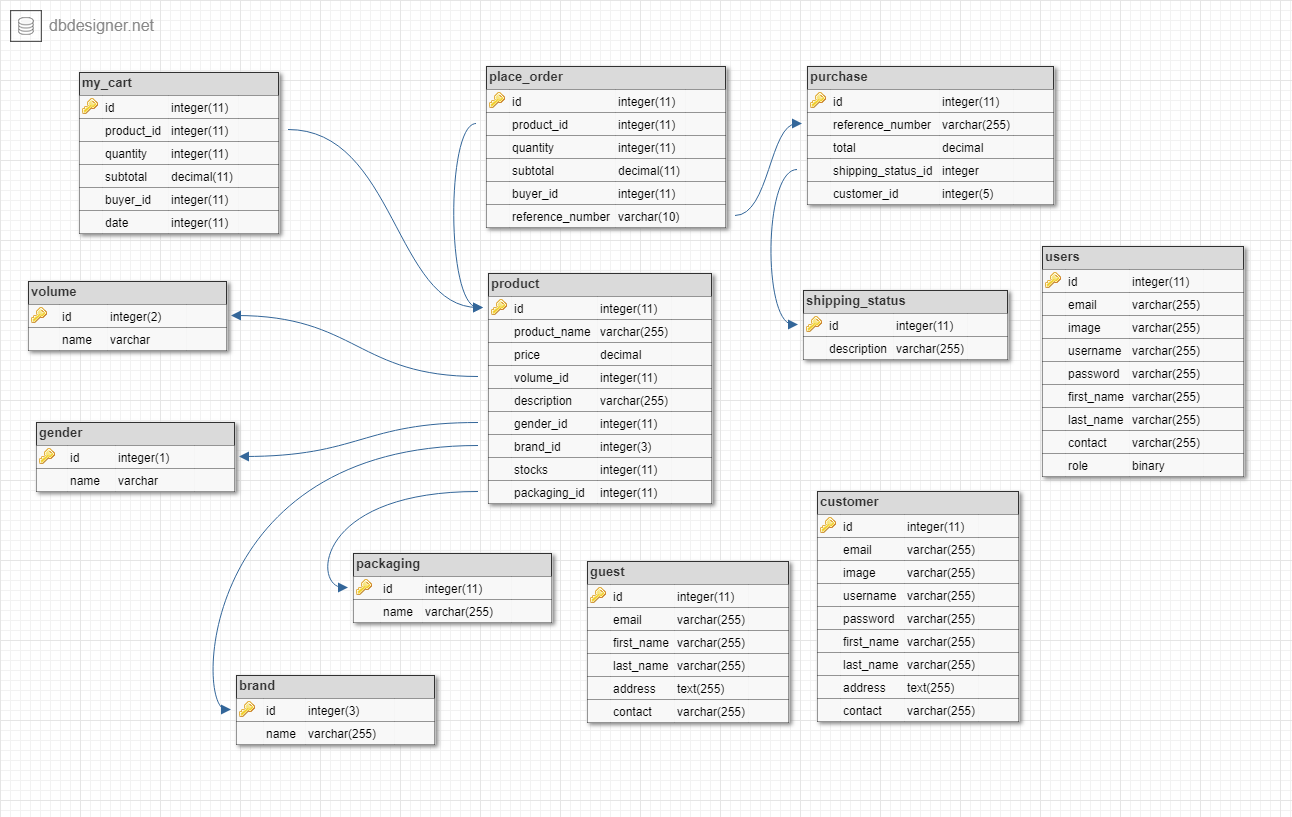 dbdesigner.net
my_cart
id integer(11)
product_id integer(11)
quantity integer(11)
subtotal decimal(11)
buyer_id integer(11)
date integer(11)
place_order
id integer(11)
product_id integer(11)
quantity integer(11)
subtotal decimal(11)
buyer_id integer(11)
reference_number varchar(10)
purchase
id integer(11)
reference_number varchar(255)
total decimal
shipping_status_id integer
customer_id integer(5)
volume
id integer(2)
name varchar
product
id integer(11)
product_name varchar(255)
price decimal
volume_id integer(11)
description varchar(255)
gender_id integer(11)
brand_id integer(3)
stocks integer(11)
packaging_id integer(11)
shipping_status
id integer(11)
description varchar(255)
users
id integer(11)
email varchar(255)
image varchar(255)
username varchar(255)
password varchar(255)
first_name varchar(255)
last_name varchar(255)
contact varchar(255)
role binary
gender
id integer(1)
name varchar
packaging
id integer(11)
name varchar(255)
guest
id integer(11)
email varchar(255)
first_name varchar(255)
last_name varchar(255)
address text(255)
contact varchar(255)
customer
id integer(11)
email varchar(255)
image varchar(255)
username varchar(255)
password varchar(255)
first_name varchar(255)
last_name varchar(255)
address text(255)
contact varchar(255)
brand
id integer(3)
name varchar(255)